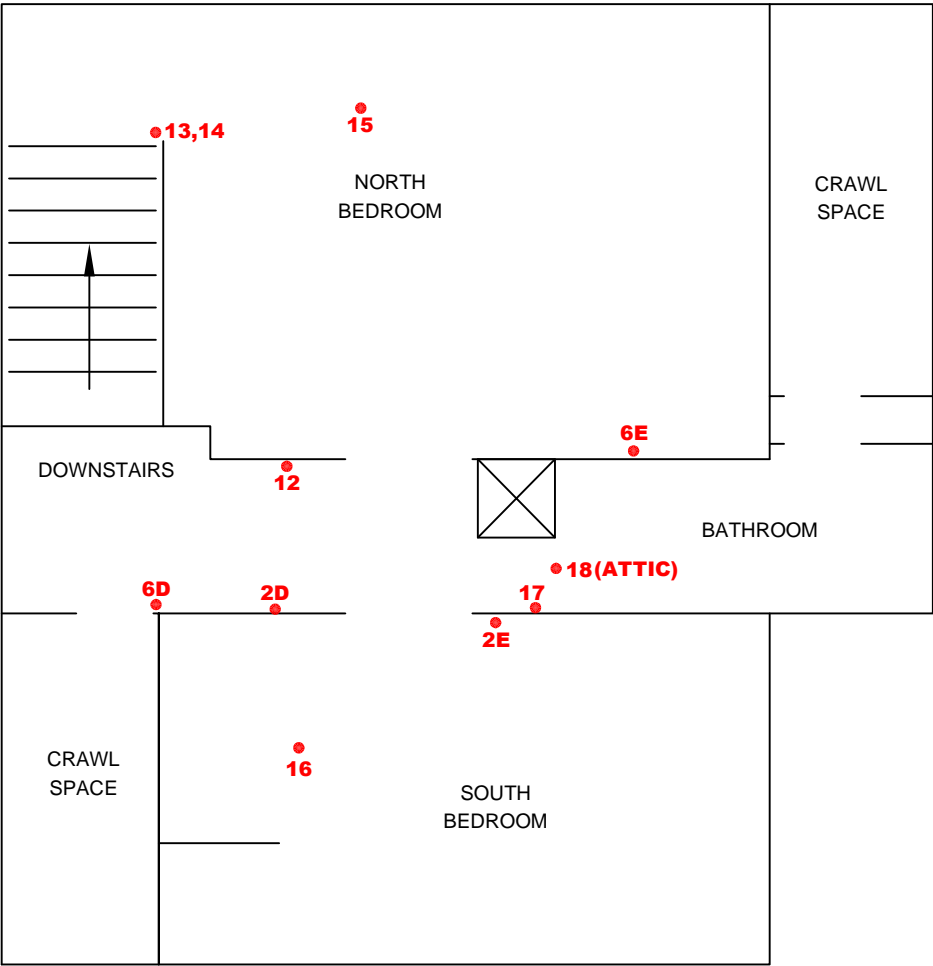 13,14
15
NORTH
BEDROOM
CRAWL
SPACE
6E
DOWNSTAIRS
12
BATHROOM
18(ATTIC)
6D
2D
17
2E
CRAWL
SPACE
16
SOUTH
BEDROOM